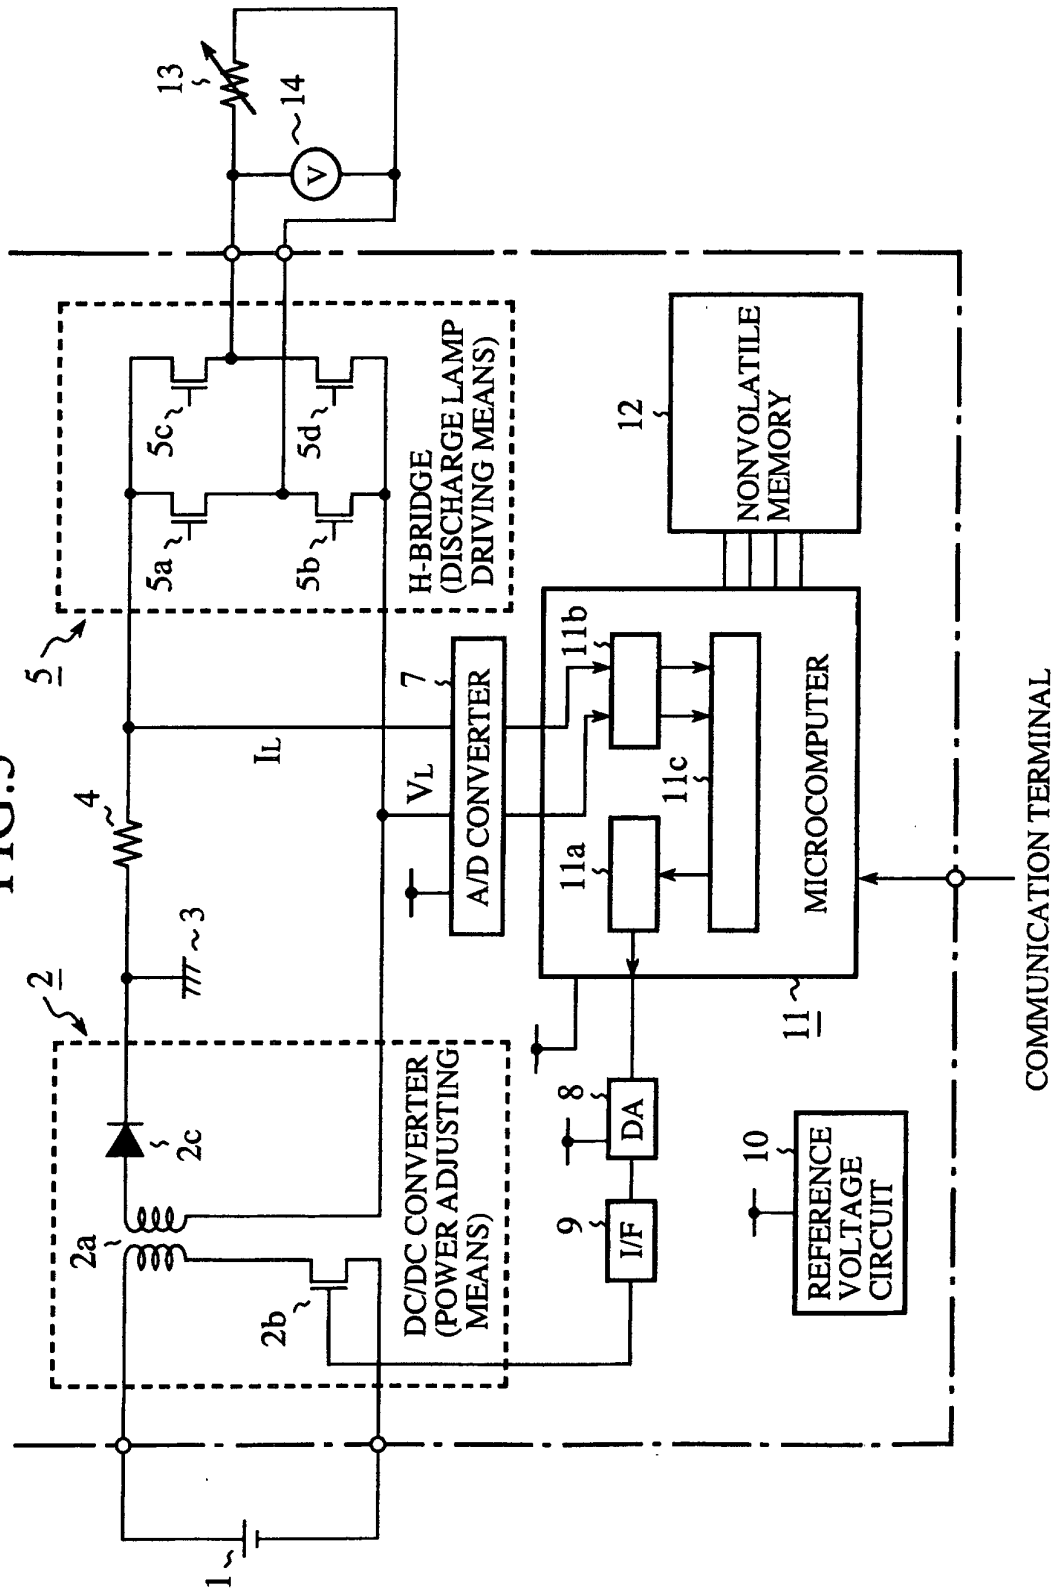 FIG.5
2
2a
2b
2c
DC/DC CONVERTER
(POWER ADJUSTING
MEANS)
1
3
4
5
5a
5b
5c
5d
H-BRIDGE
(DISCHARGE LAMP
DRIVING MEANS)
13
14
V
IL
VL
7
A/D CONVERTER
8
DA
9
I/F
10
REFERENCE
VOLTAGE
CIRCUIT
11
11a
11b
11c
MICROCOMPUTER
12
NONVOLATILE
MEMORY
COMMUNICATION TERMINAL